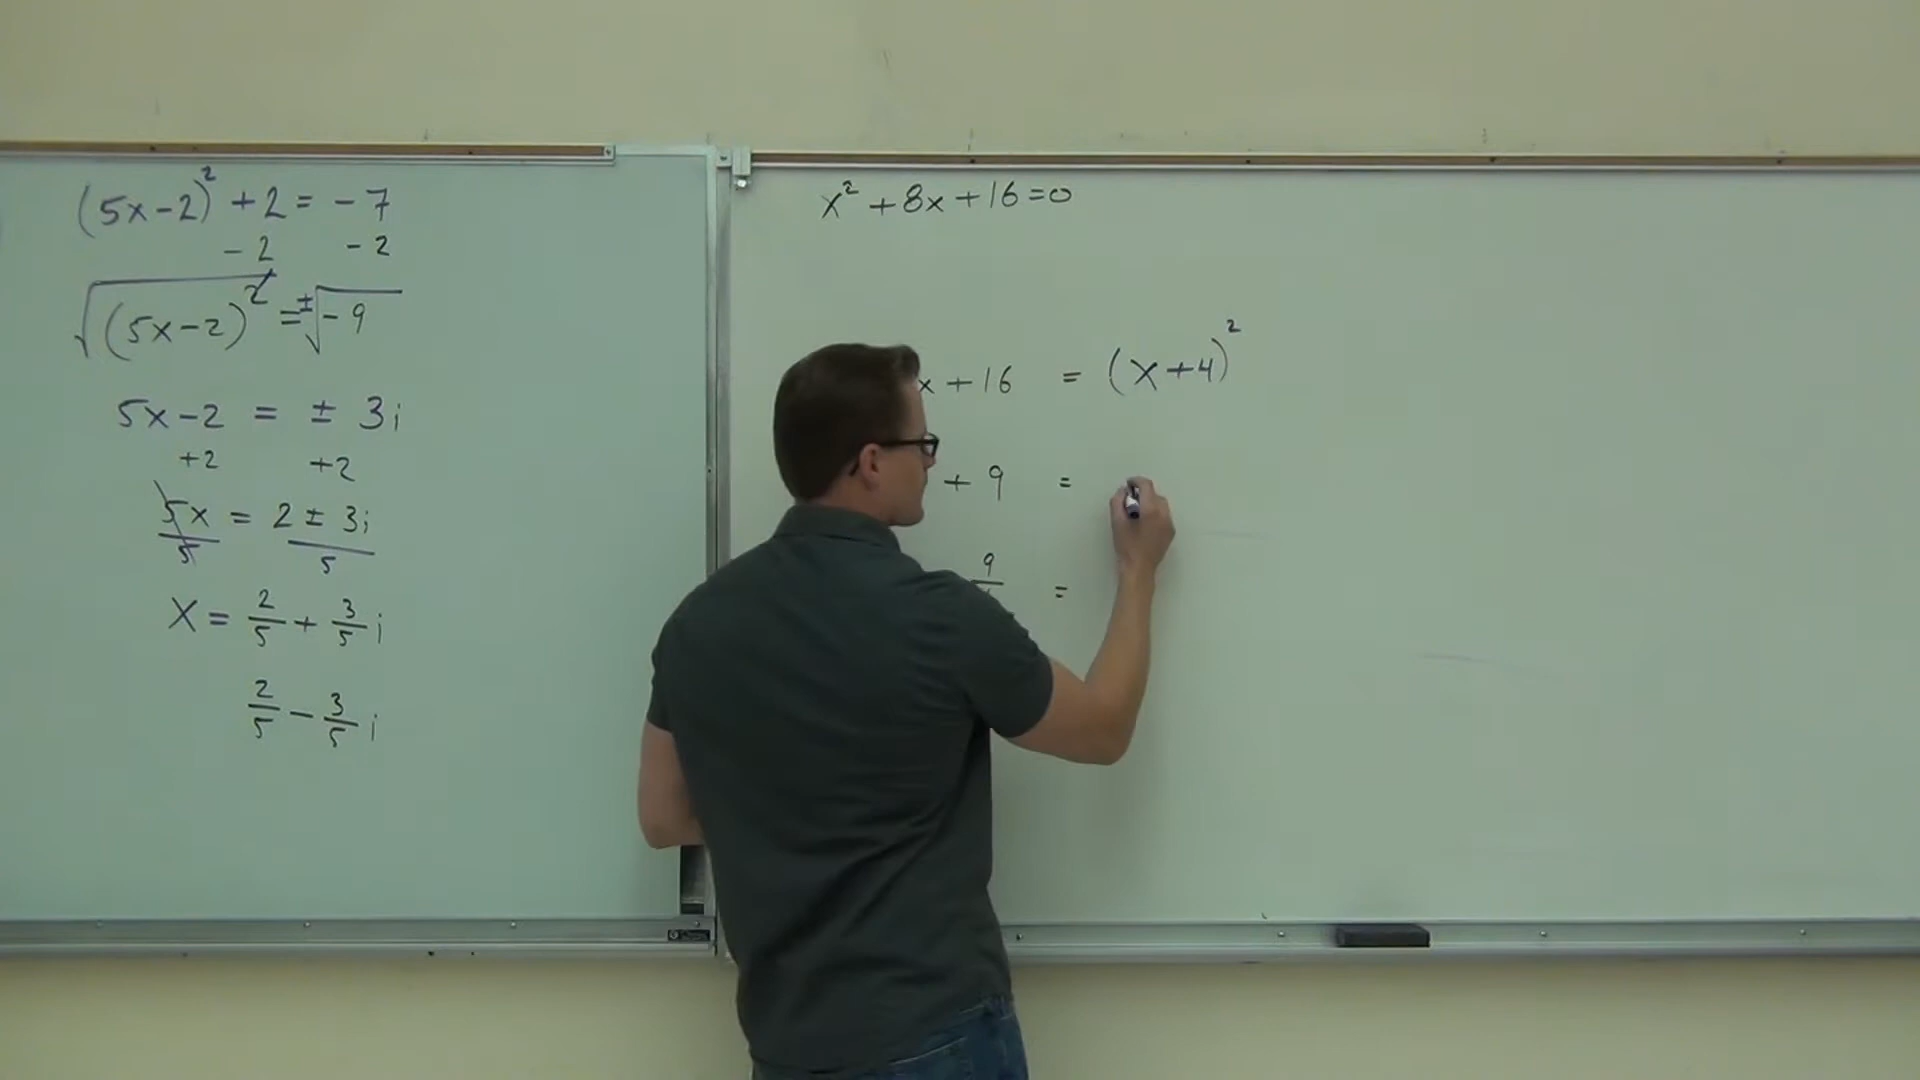 (5x-2)² + 2 = -7
-2 -2
√(5x-2)² = ±√-9
5x-2 = ± 3i
+2 +2
5x/5 = 2 ± 3i/5
x = 2/5 + 3/5 i
2/5 - 3/5 i
x² + 8x + 16 = 0
x + 16 = (x+4)²
+ 9 =
9
=